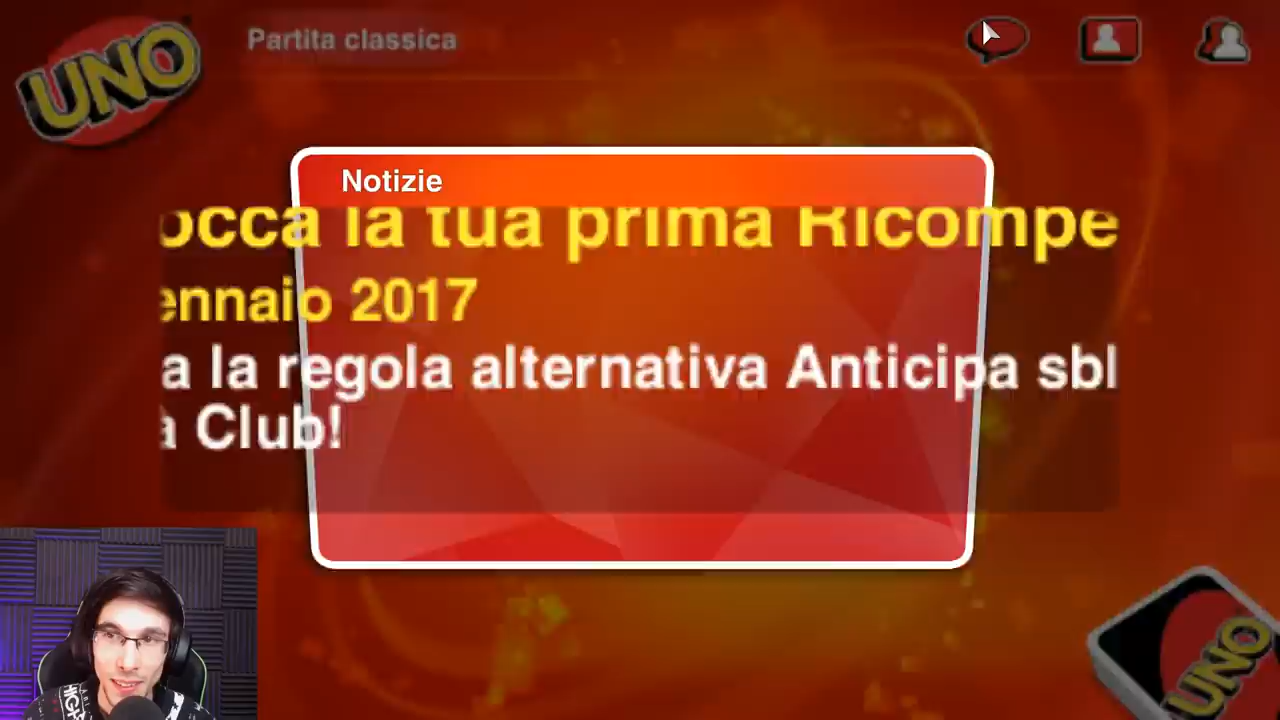 UNO
Partita classica
Notizie
occa la tua prima Ricompe
ennaio 2017
a la regola alternativa Anticipa sbl
à Club!
UNO